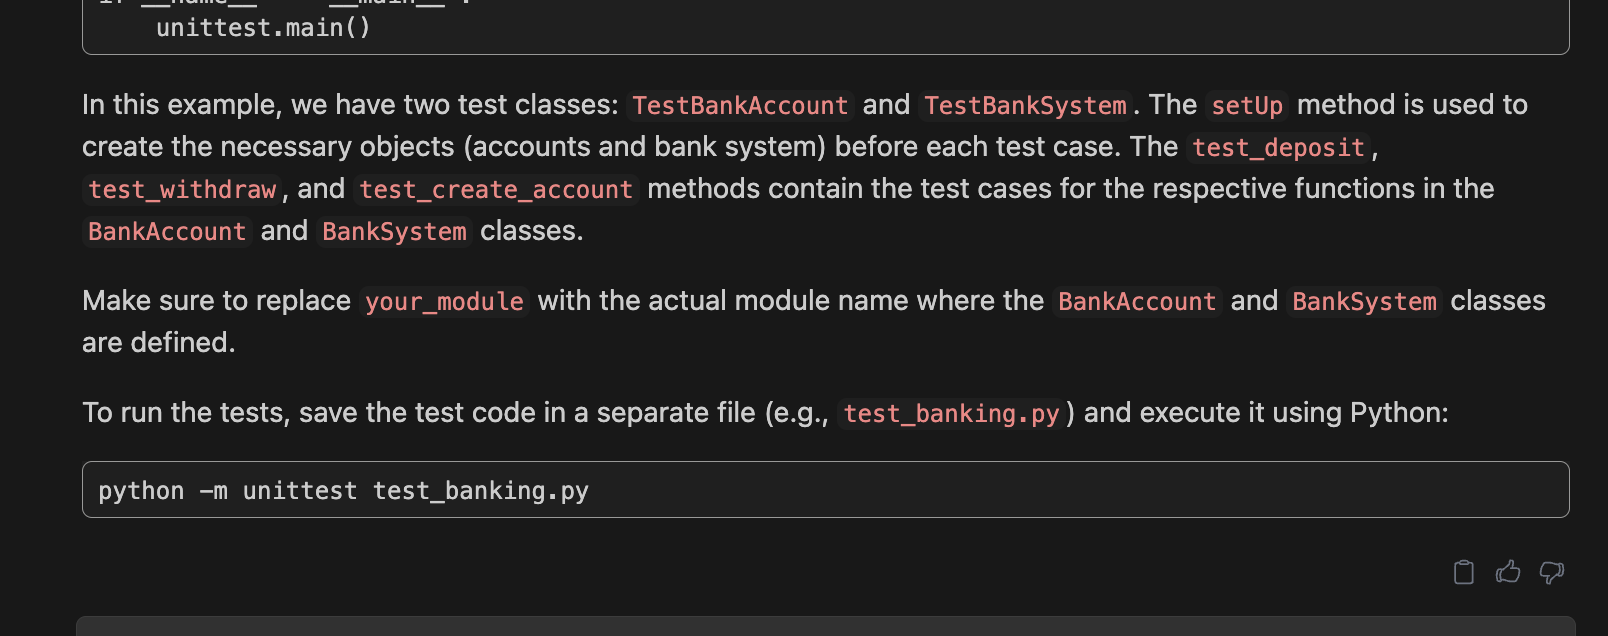 unittest.main()
In this example, we have two test classes: TestBankAccount and TestBankSystem. The setUp method is used to
create the necessary objects (accounts and bank system) before each test case. The test_deposit,
test_withdraw, and test_create_account methods contain the test cases for the respective functions in the
BankAccount and BankSystem classes.
Make sure to replace your_module with the actual module name where the BankAccount and BankSystem classes
are defined.
To run the tests, save the test code in a separate file (e.g., test_banking.py) and execute it using Python:
python -m unittest test_banking.py